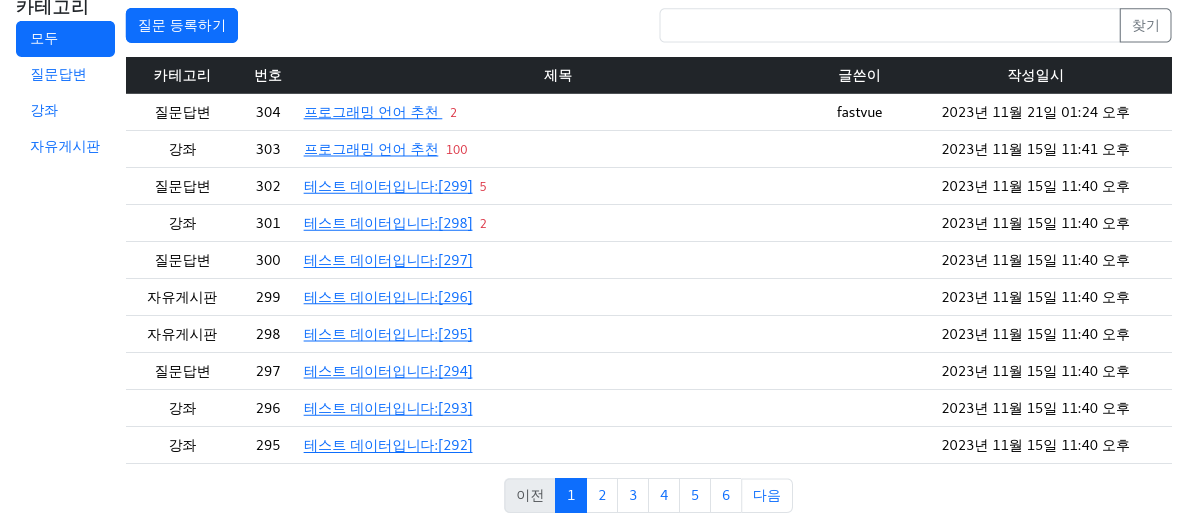 카테고리
모두
질문답변
강좌
자유게시판
질문 등록하기
찾기
카테고리 번호 제목 글쓴이 작성일시
질문답변 304 프로그래밍 언어 추천 2 fastvue 2023년 11월 21일 01:24 오후
강좌 303 프로그래밍 언어 추천 100 2023년 11월 15일 11:41 오후
질문답변 302 테스트 데이터입니다:[299] 5 2023년 11월 15일 11:40 오후
강좌 301 테스트 데이터입니다:[298] 2 2023년 11월 15일 11:40 오후
질문답변 300 테스트 데이터입니다:[297] 2023년 11월 15일 11:40 오후
자유게시판 299 테스트 데이터입니다:[296] 2023년 11월 15일 11:40 오후
자유게시판 298 테스트 데이터입니다:[295] 2023년 11월 15일 11:40 오후
질문답변 297 테스트 데이터입니다:[294] 2023년 11월 15일 11:40 오후
강좌 296 테스트 데이터입니다:[293] 2023년 11월 15일 11:40 오후
강좌 295 테스트 데이터입니다:[292] 2023년 11월 15일 11:40 오후
이전 1 2 3 4 5 6 다음